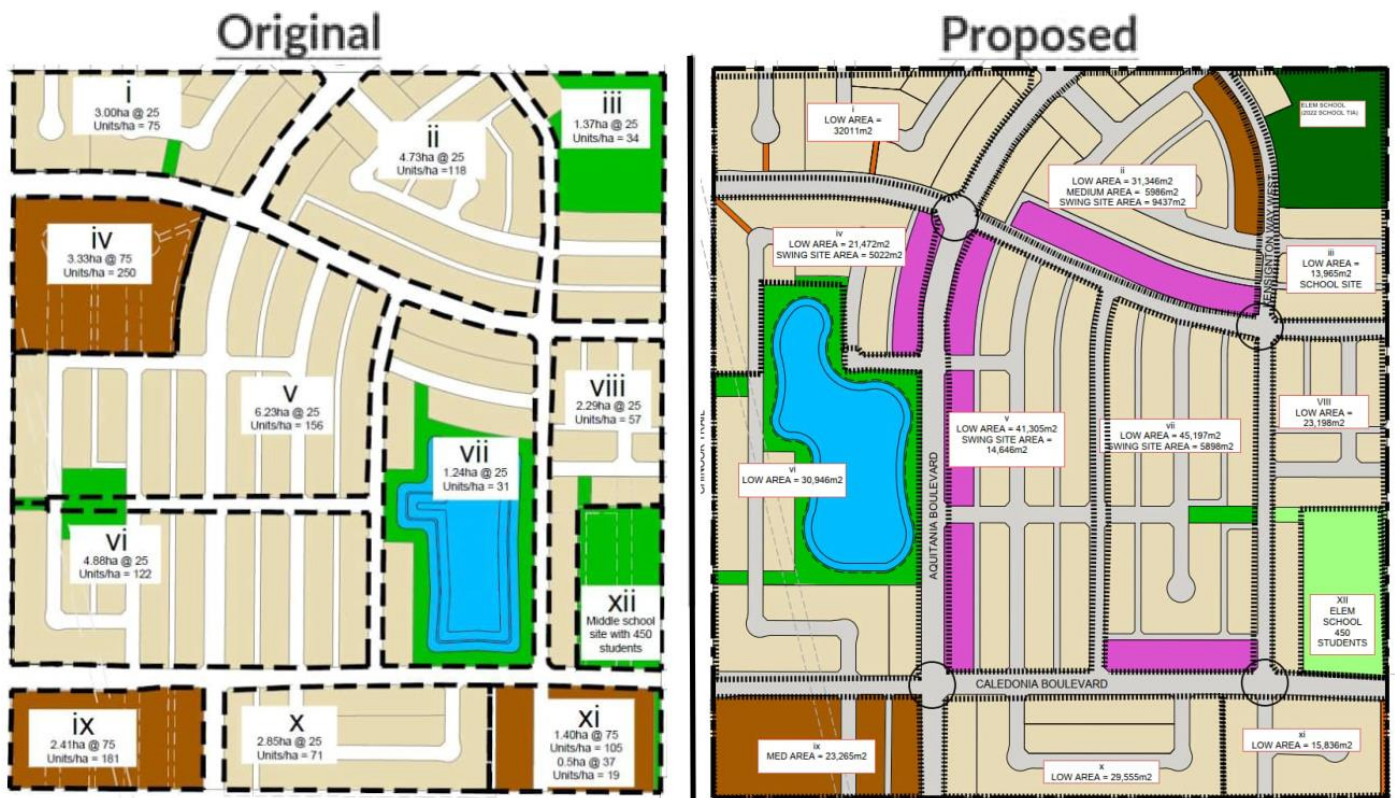 Original
i
3.00ha @ 25
Units/ha = 75
ii
4.73ha @ 25
Units/ha =118
iii
1.37ha @ 25
Units/ha = 34
iv
3.33ha @ 75
Units/ha = 250
v
6.23ha @ 25
Units/ha = 156
viii
2.29ha @ 25
Units/ha = 57
vii
1.24ha @ 25
Units/ha = 31
vi
4.88ha @ 25
Units/ha = 122
xii
Middle school
site with 450
students
ix
2.41ha @ 75
Units/ha = 181
x
2.85ha @ 25
Units/ha = 71
xi
1.40ha @ 75
Units/ha = 105
0.5ha @ 37
Units/ha = 19
Proposed
i
LOW AREA =
32011m2
ELEM SCHOOL
(2022 SCHOOL TIA)
ii
LOW AREA = 31,346m2
MEDIUM AREA = 5986m2
SWING SITE AREA = 9437m2
iv
LOW AREA = 21,472m2
SWING SITE AREA = 5022m2
KENSIGNTON WAY WEST
iii
LOW AREA =
13,965m2
SCHOOL SITE
VIII
LOW AREA =
23,198m2
v
LOW AREA = 41,305m2
SWING SITE AREA =
14,646m2
vii
LOW AREA = 45,197m2
SWING SITE AREA = 5898m2
TRAIL
vi
LOW AREA = 30,946m2
AQUITANIA BOULEVARD
XII
ELEM
SCHOOL
450
STUDENTS
CALEDONIA BOULEVARD
ix
MED AREA = 23,265m2
x
LOW AREA = 29,555m2
xi
LOW AREA = 15,836m2